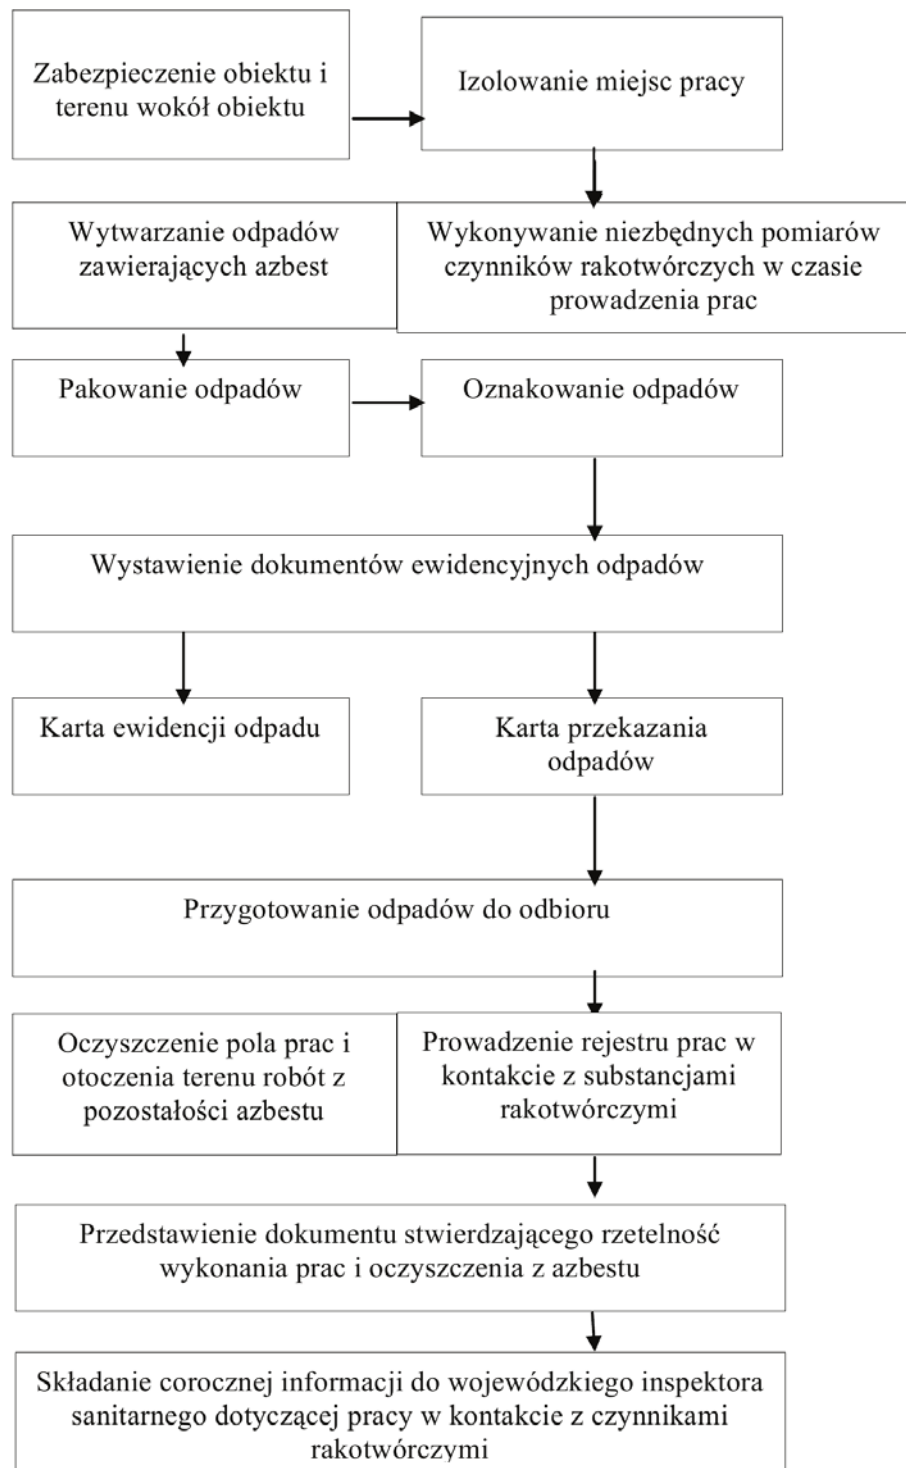 Zabezpieczenie obiektu i
terenu wokół obiektu
Izolowanie miejsc pracy
Wytwarzanie odpadów
zawierających azbest
Wykonywanie niezbędnych pomiarów
czynników rakotwórczych w czasie
prowadzenia prac
Pakowanie odpadów
Oznakowanie odpadów
Wystawienie dokumentów ewidencyjnych odpadów
Karta ewidencji odpadu
Karta przekazania
odpadów
Przygotowanie odpadów do odbioru
Oczyszczenie pola prac i
otoczenia terenu robót z
pozostałości azbestu
Prowadzenie rejestru prac w
kontakcie z substancjami
rakotwórczymi
Przedstawienie dokumentu stwierdzającego rzetelność
wykonania prac i oczyszczenia z azbestu
Składanie corocznej informacji do wojewódzkiego inspektora
sanitarnego dotyczącej pracy w kontakcie z czynnikami
rakotwórczymi